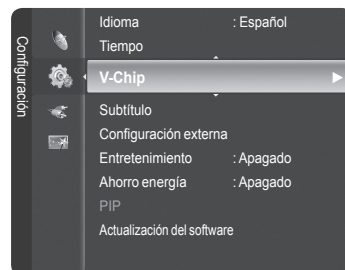 Configuración
Idioma : Español
Tiempo
V-Chip
Subtítulo
Configuración externa
Entretenimiento : Apagado
Ahorro energía : Apagado
PIP
Actualización del software